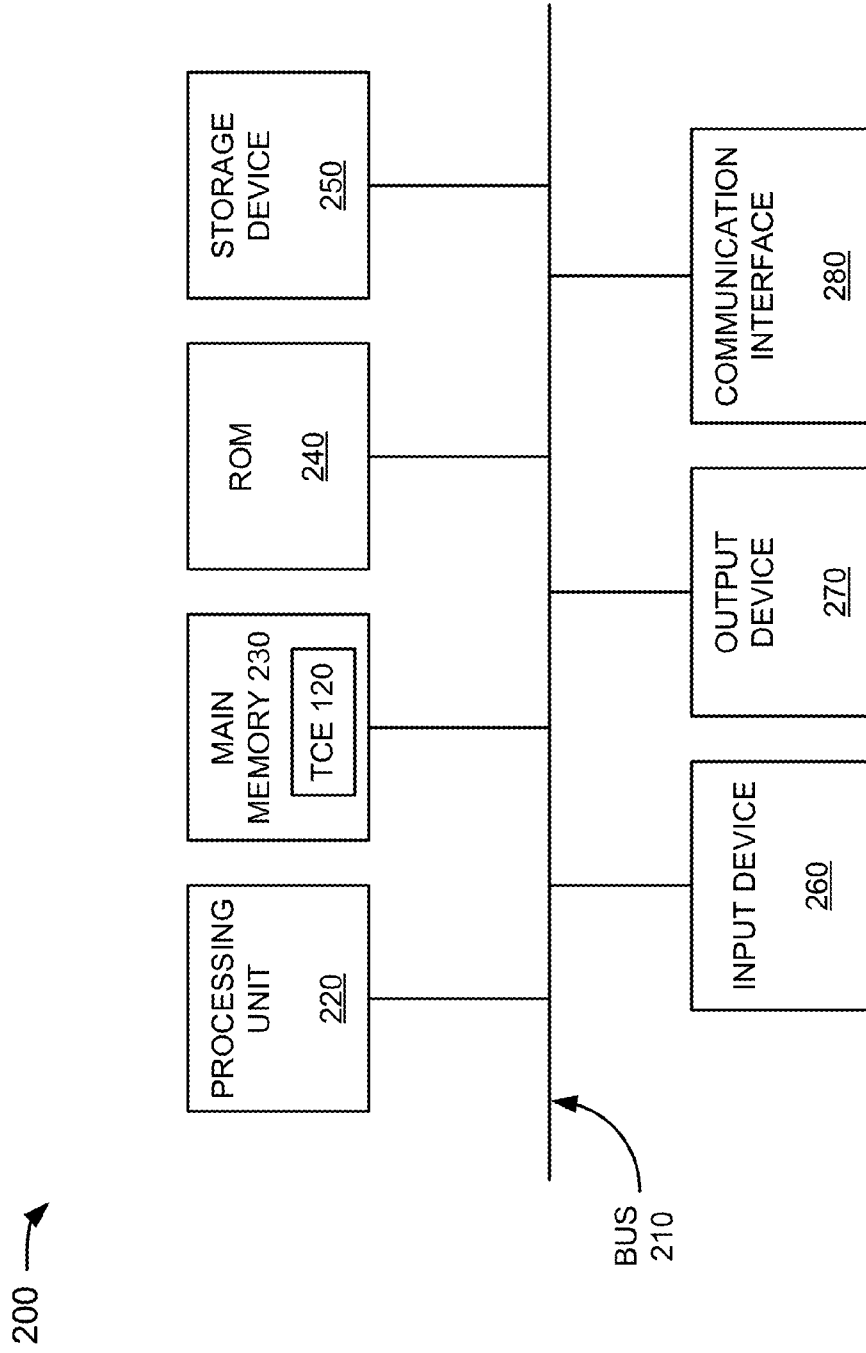 200
PROCESSING
UNIT
220
MAIN
MEMORY 230
TCE 120
ROM
240
STORAGE
DEVICE
250
BUS
210
INPUT DEVICE
260
OUTPUT
DEVICE
270
COMMUNICATION
INTERFACE
280